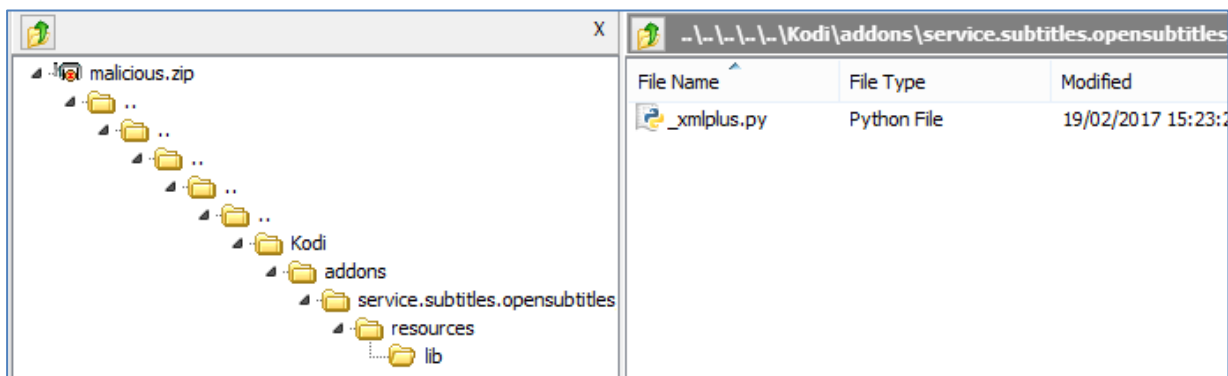 X
malicious.zip
..
..
..
..
..
Kodi
addons
service.subtitles.opensubtitles
resources
lib
..\..\..\..\..\Kodi\addons\service.subtitles.opensubtitles
File Name File Type Modified
_xmlplus.py Python File 19/02/2017 15:23:2